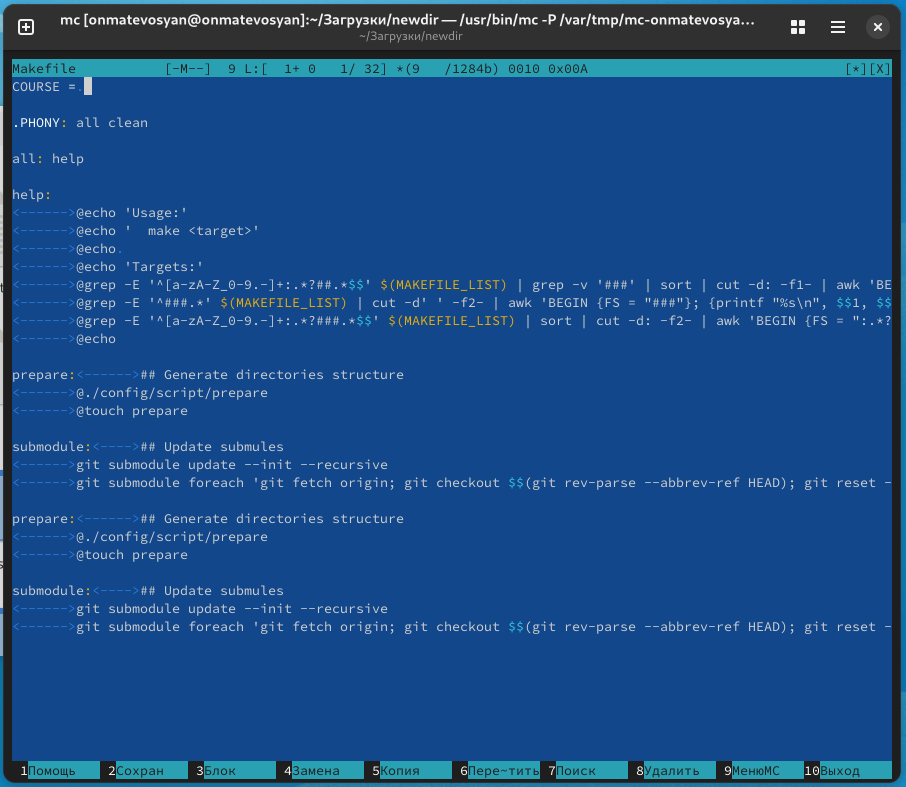 mc [onmatevosyan@onmatevosyan]:~/Загрузки/newdir — /usr/bin/mc -P /var/tmp/mc-onmatevosya…
~/Загрузки/newdir
Makefile [-M--] 9 L:[ 1+ 0 1/ 32] *(9 /1284b) 0010 0x00A [*][X]
COURSE =.
.PHONY: all clean
all: help
help:
<------>@echo 'Usage:'
<------>@echo '  make <target>'
<------>@echo.
<------>@echo 'Targets:'
<------>@grep -E '^[a-zA-Z_0-9.-]+:.*?##.*$$' $(MAKEFILE_LIST) | grep -v '###' | sort | cut -d: -f1- | awk 'BE
<------>@grep -E '^###.*' $(MAKEFILE_LIST) | cut -d' ' -f2- | awk 'BEGIN {FS = "###"}; {printf "%s\n", $$1, $$
<------>@grep -E '^[a-zA-Z_0-9.-]+:.*?###.*$$' $(MAKEFILE_LIST) | sort | cut -d: -f2- | awk 'BEGIN {FS = ":.*?
<------>@echo
prepare:<------>## Generate directories structure
<------>@./config/script/prepare
<------>@touch prepare
submodule:<---->## Update submules
<------>git submodule update --init --recursive
<------>git submodule foreach 'git fetch origin; git checkout $$(git rev-parse --abbrev-ref HEAD); git reset -
prepare:<------>## Generate directories structure
<------>@./config/script/prepare
<------>@touch prepare
submodule:<---->## Update submules
<------>git submodule update --init --recursive
<------>git submodule foreach 'git fetch origin; git checkout $$(git rev-parse --abbrev-ref HEAD); git reset -
1Помощь 2Сохран 3Блок 4Замена 5Копия 6Пере~тить 7Поиск 8Удалить 9МенюMC 10Выход